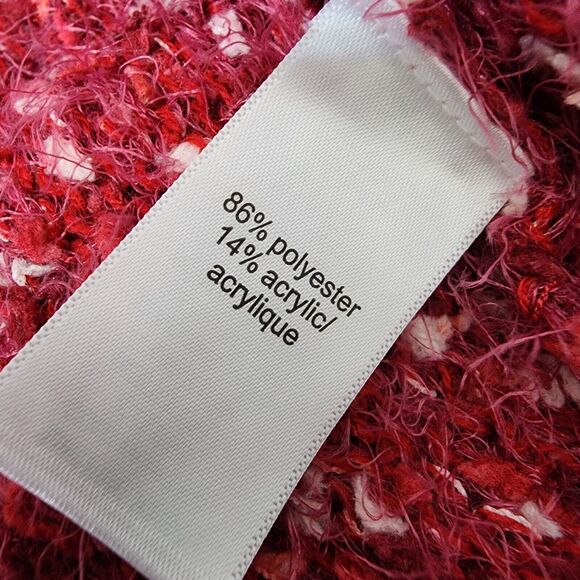 86% polyester
14% acrylic/
acrylique